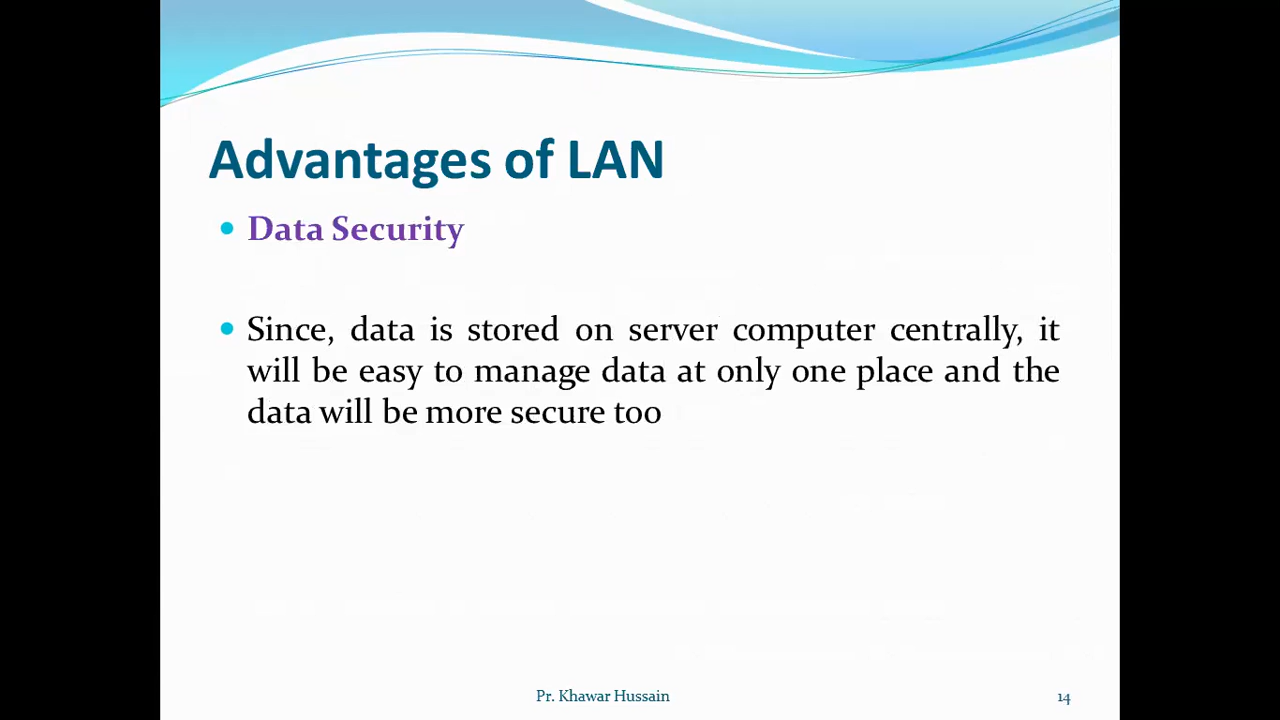 Advantages of LAN
• Data Security
• Since, data is stored on server computer centrally, it
will be easy to manage data at only one place and the
data will be more secure too
Pr. Khawar Hussain
14